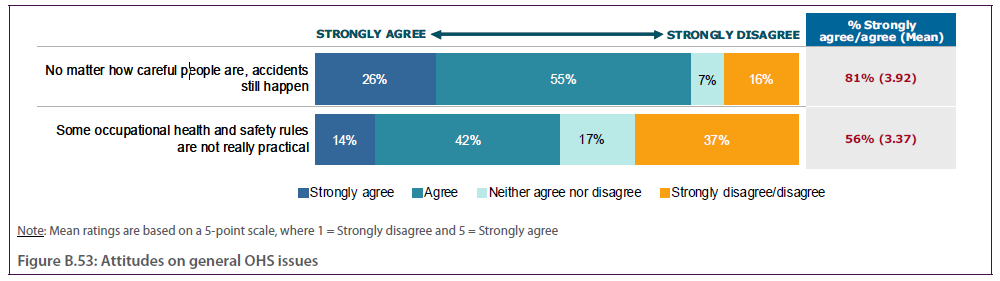 STRONGLY AGREE STRONGLY DISAGREE
% Strongly
agree/agree (Mean)
No matter how careful people are, accidents
still happen
26% 55% 7% 16%
81% (3.92)
Some occupational health and safety rules
are not really practical
14% 42% 17% 37%
56% (3.37)
Strongly agree Agree Neither agree nor disagree Strongly disagree/disagree
Note: Mean ratings are based on a 5-point scale, where 1 = Strongly disagree and 5 = Strongly agree
Figure B.53: Attitudes on general OHS issues